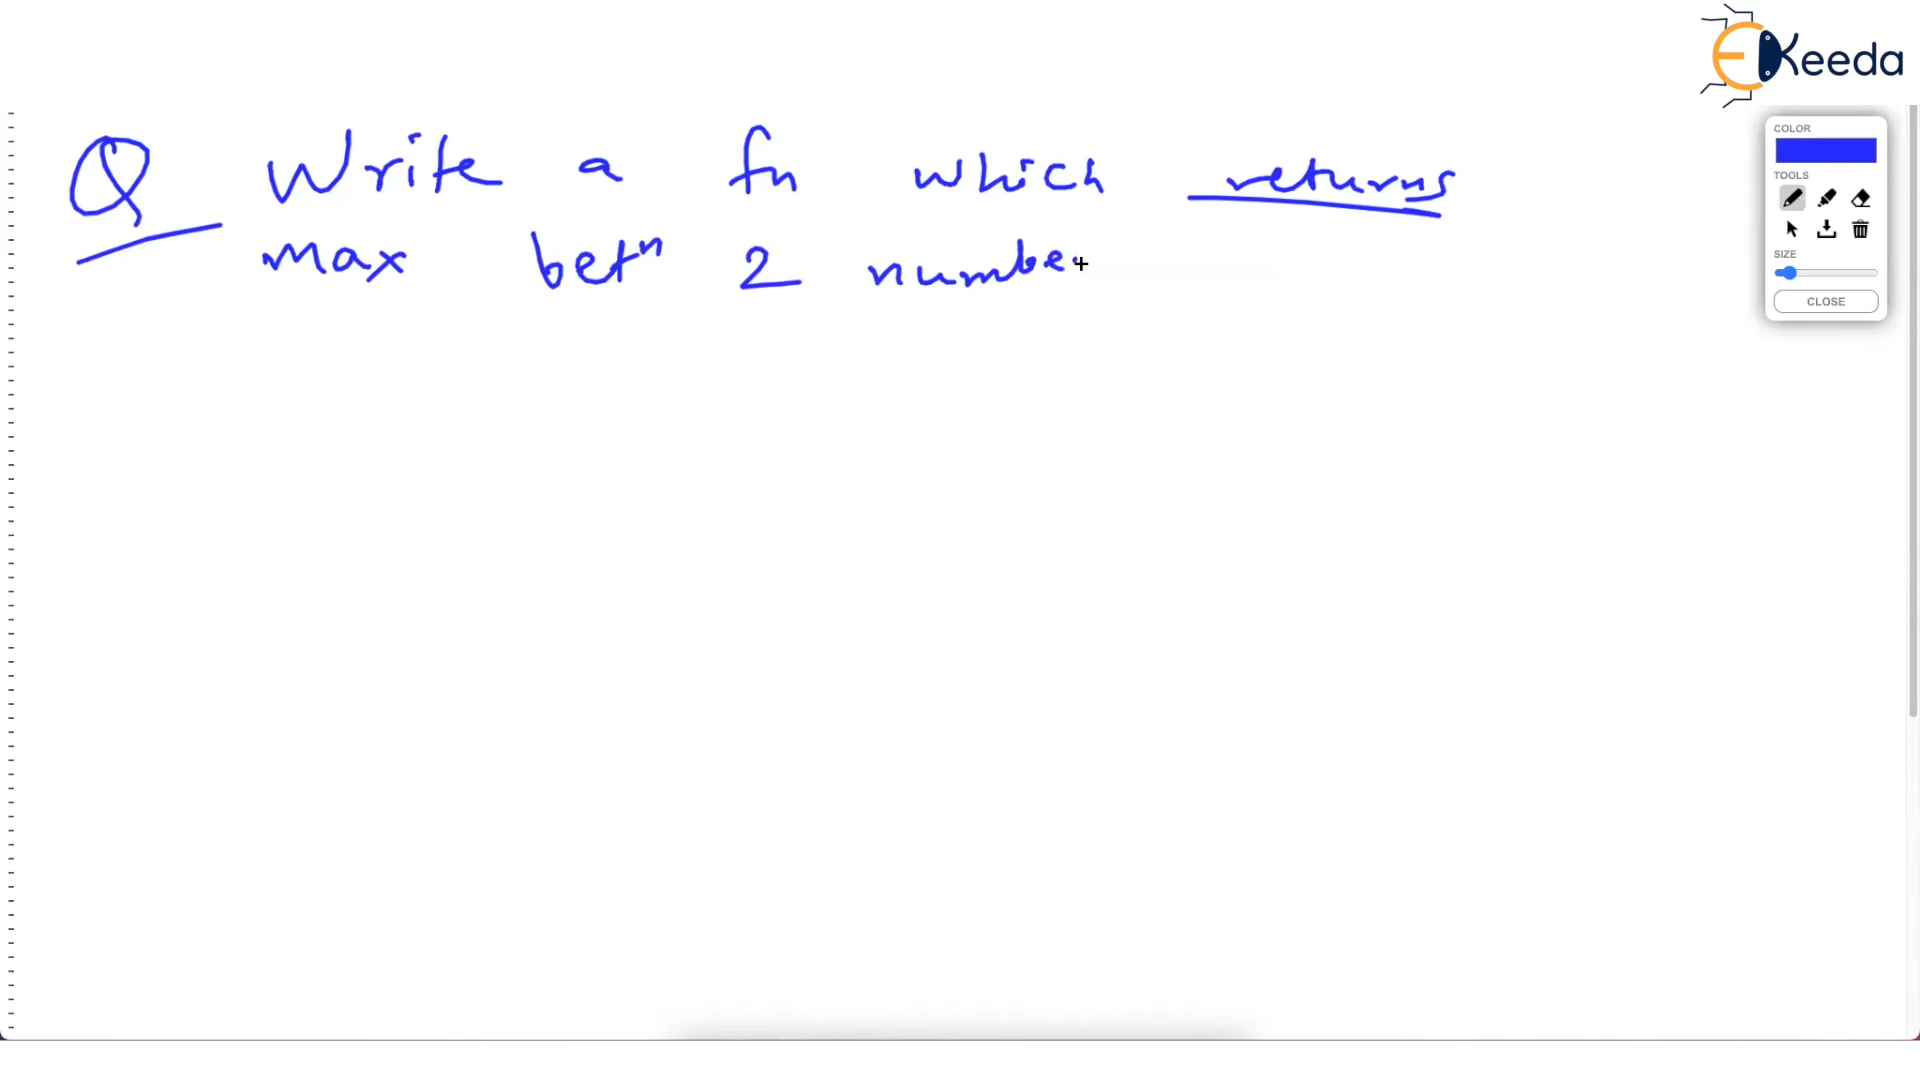 EKeeda
Q Write a fn which returns
max betⁿ 2 numbe
COLOR
TOOLS
SIZE
CLOSE